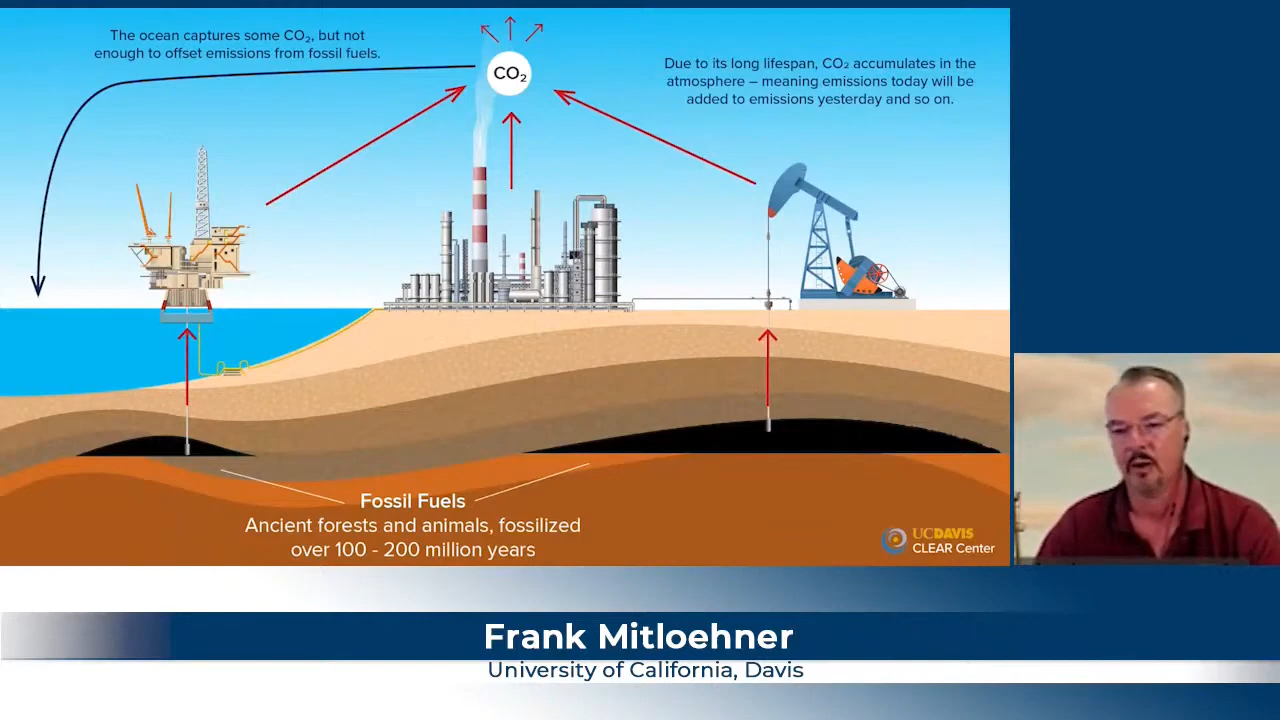 The ocean captures some CO₂, but not
enough to offset emissions from fossil fuels.
CO₂
Due to its long lifespan, CO₂ accumulates in the
atmosphere – meaning emissions today will be
added to emissions yesterday and so on.
Fossil Fuels
Ancient forests and animals, fossilized
over 100 - 200 million years
UCDAVIS
CLEAR Center
Frank Mitloehner
University of California, Davis